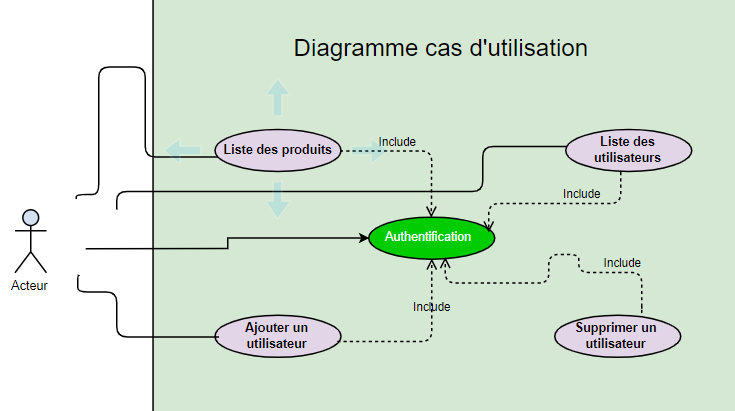 Diagramme cas d'utilisation
Include
Liste des produits
Liste des
utilisateurs
Include
Authentification
Acteur
Include
Include
Ajouter un
utilisateur
Supprimer un
utilisateur